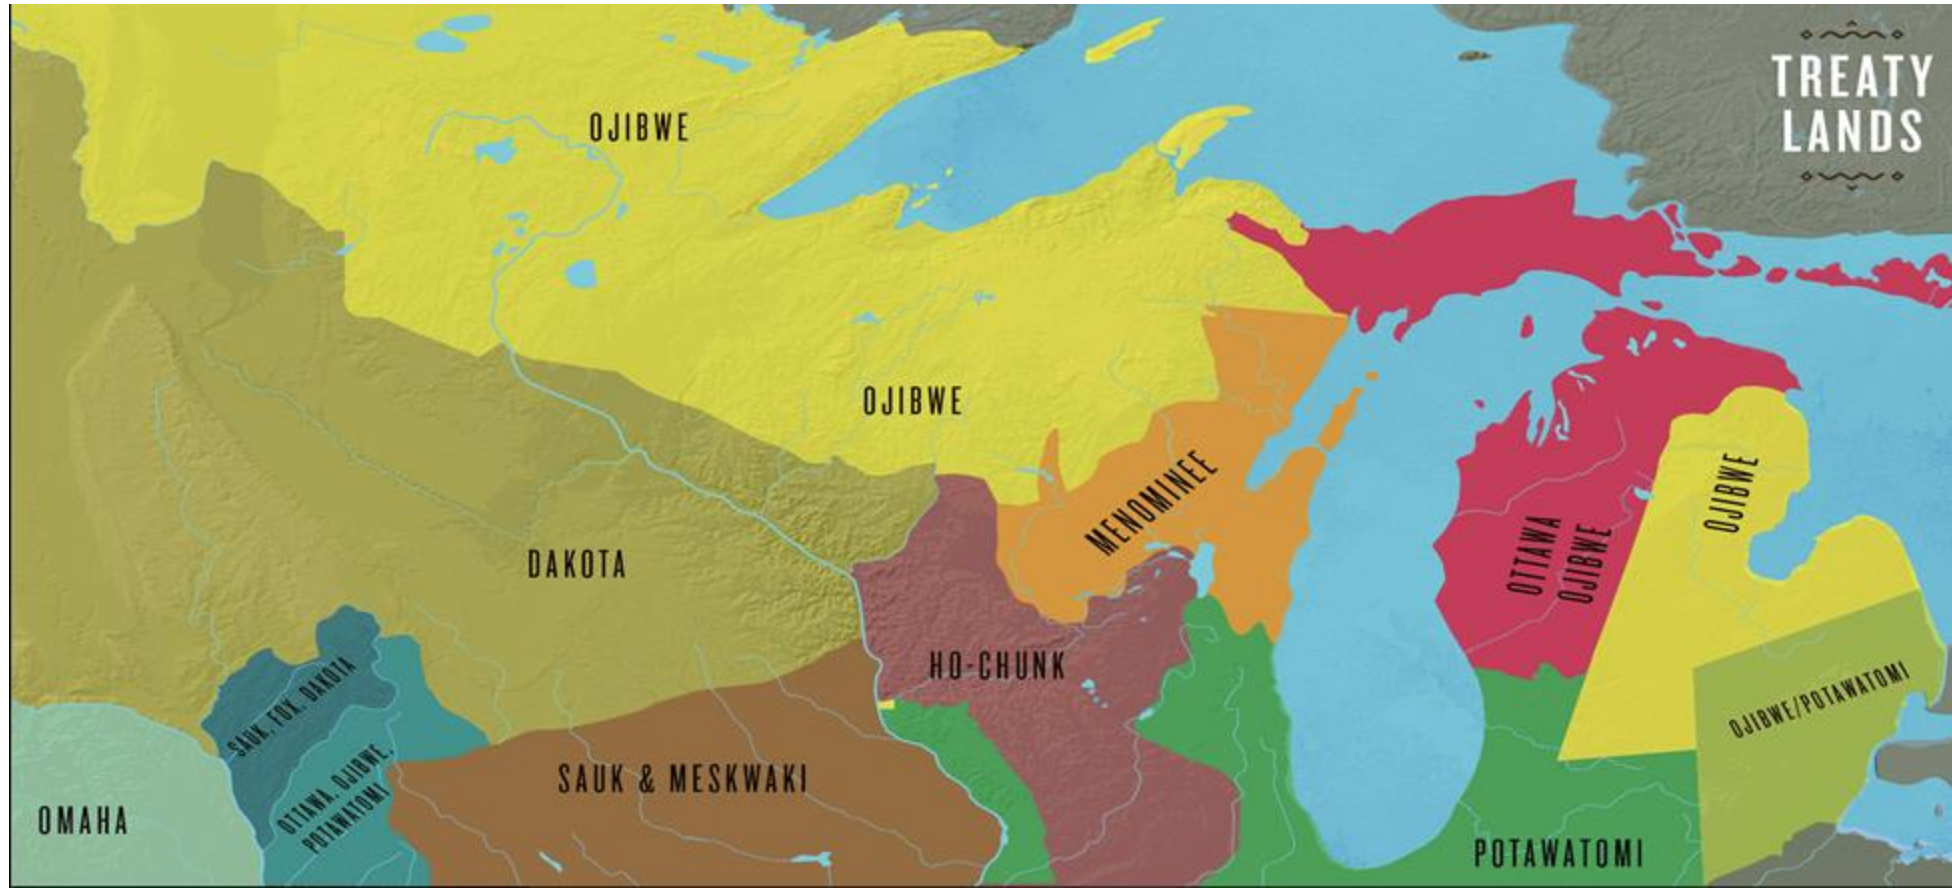 TREATY
LANDS
OJIBWE
OJIBWE
MENOMINEE
OJIBWE
OTTAWA
OJIBWE
DAKOTA
HO-CHUNK
SAUK, FOX, DAKOTA
OJIBWE/POTAWATOMI
OTTAWA, OJIBWE,
POTAWATOMI
SAUK & MESKWAKI
OMAHA
POTAWATOMI